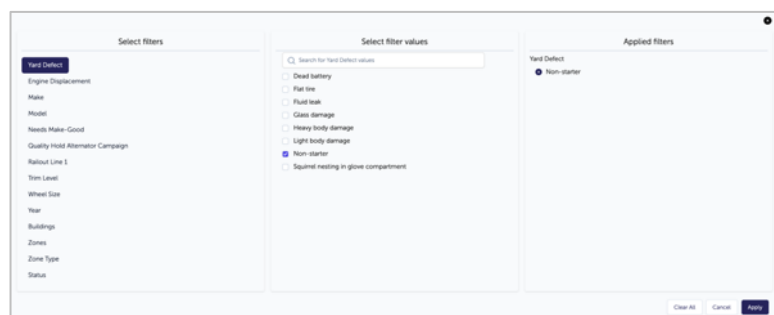 Select filters
Yard Defect
Engine Displacement
Make
Model
Needs Make-Good
Quality Hold Alternator Campaign
Railout Line 1
Trim Level
Wheel Size
Year
Buildings
Zones
Zone Type
Status
Select filter values
Search for Yard Defect values
Dead battery
Flat tire
Fluid leak
Glass damage
Heavy body damage
Light body damage
Non-starter
Squirrel nesting in glove compartment
Applied filters
Yard Defect
Non-starter
Clear All Cancel Apply